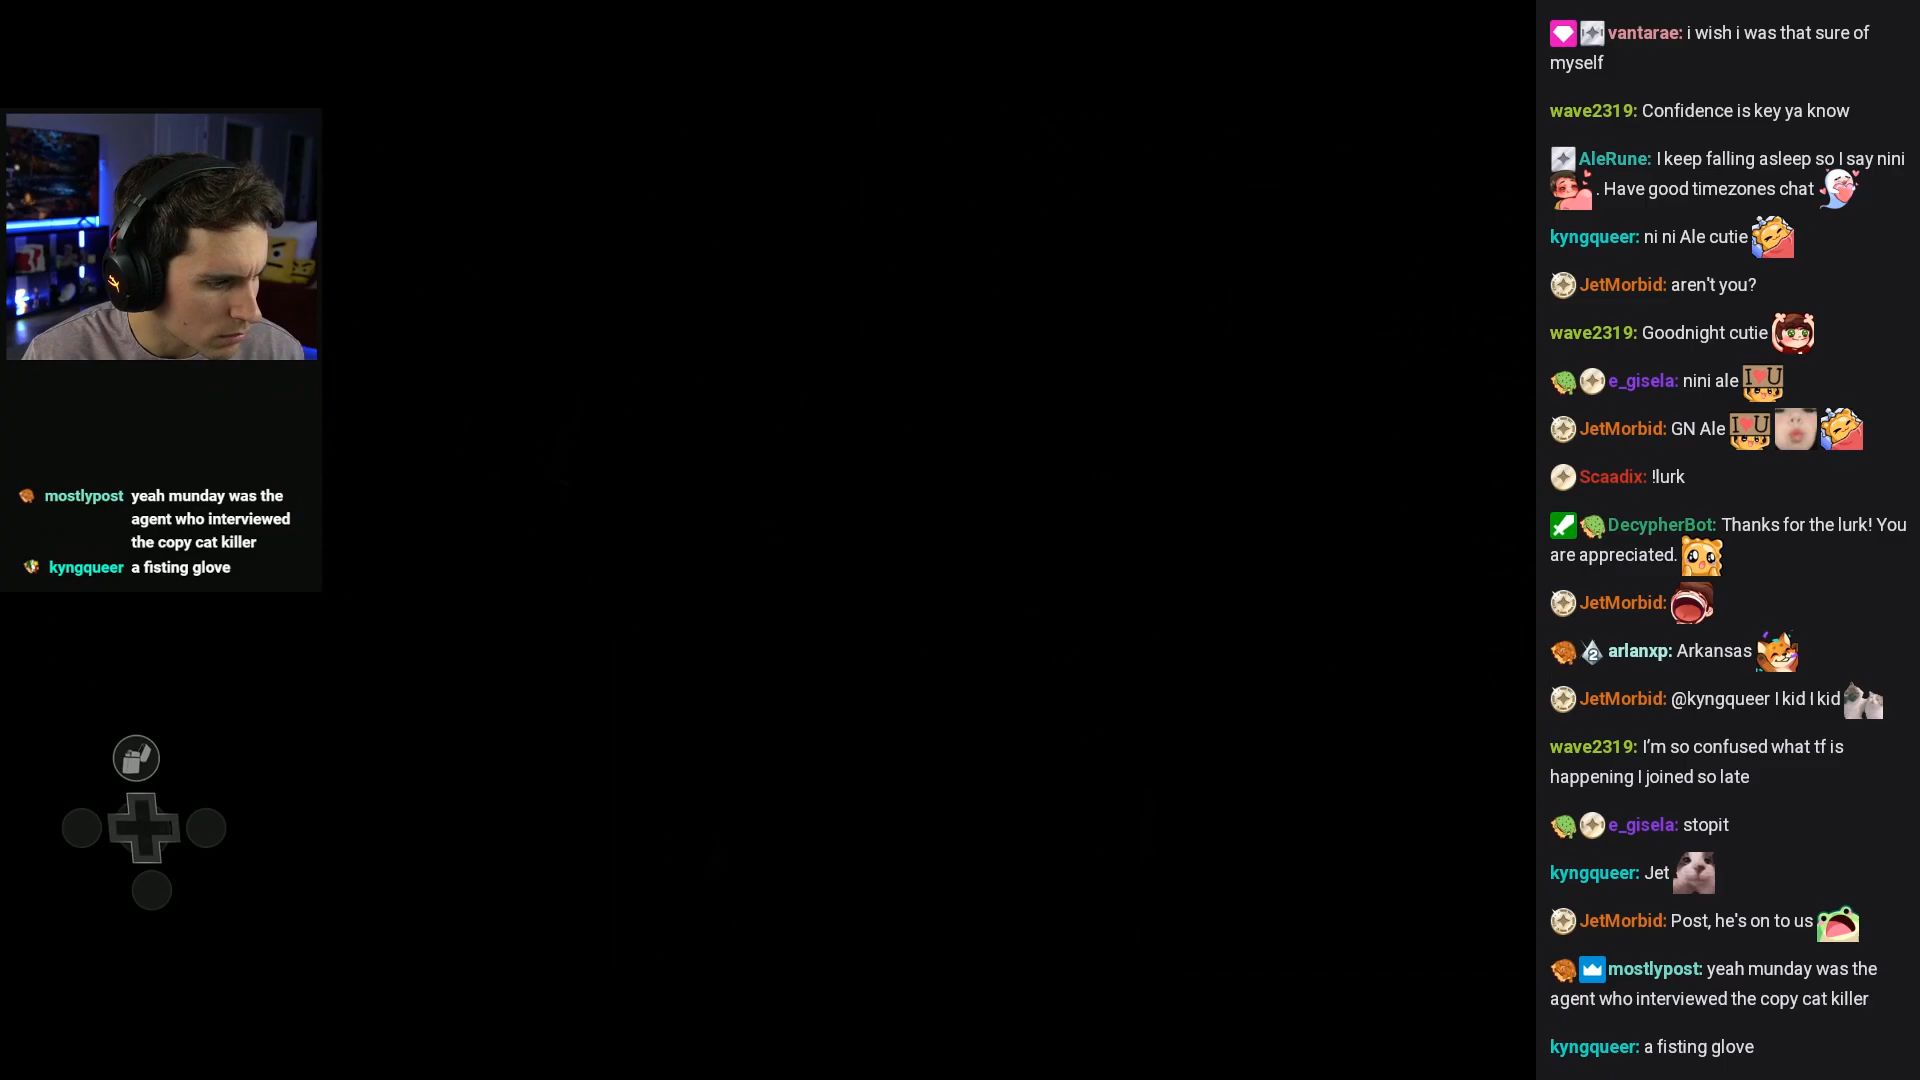 vantarae: i wish i was that sure of
myself
wave2319: Confidence is key ya know
AleRune: I keep falling asleep so I say nini
. Have good timezones chat
kyngqueer: ni ni Ale cutie
JetMorbid: aren't you?
wave2319: Goodnight cutie
e_gisela: nini ale
I ♥ U
JetMorbid: GN Ale
I ♥ U
Scaadix: !lurk
DecypherBot: Thanks for the lurk! You
are appreciated.
JetMorbid:
2 arlanxp: Arkansas
JetMorbid: @kyngqueer I kid I kid
wave2319: I’m so confused what tf is
happening I joined so late
e_gisela: stopit
kyngqueer: Jet
JetMorbid: Post, he's on to us
mostlypost: yeah munday was the
agent who interviewed the copy cat killer
kyngqueer: a fisting glove
mostlypost yeah munday was the
agent who interviewed
the copy cat killer
kyngqueer a fisting glove